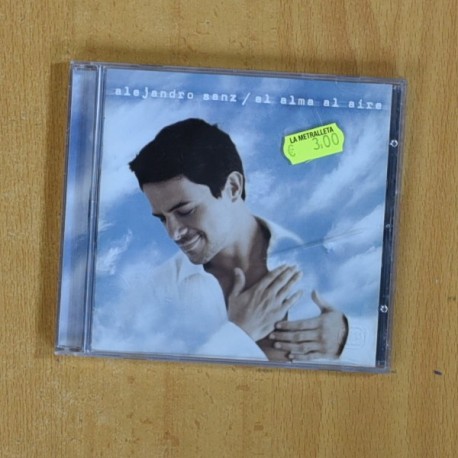 alejandro sanz/el alma al aire
LA METRALLETA
€ 3,00